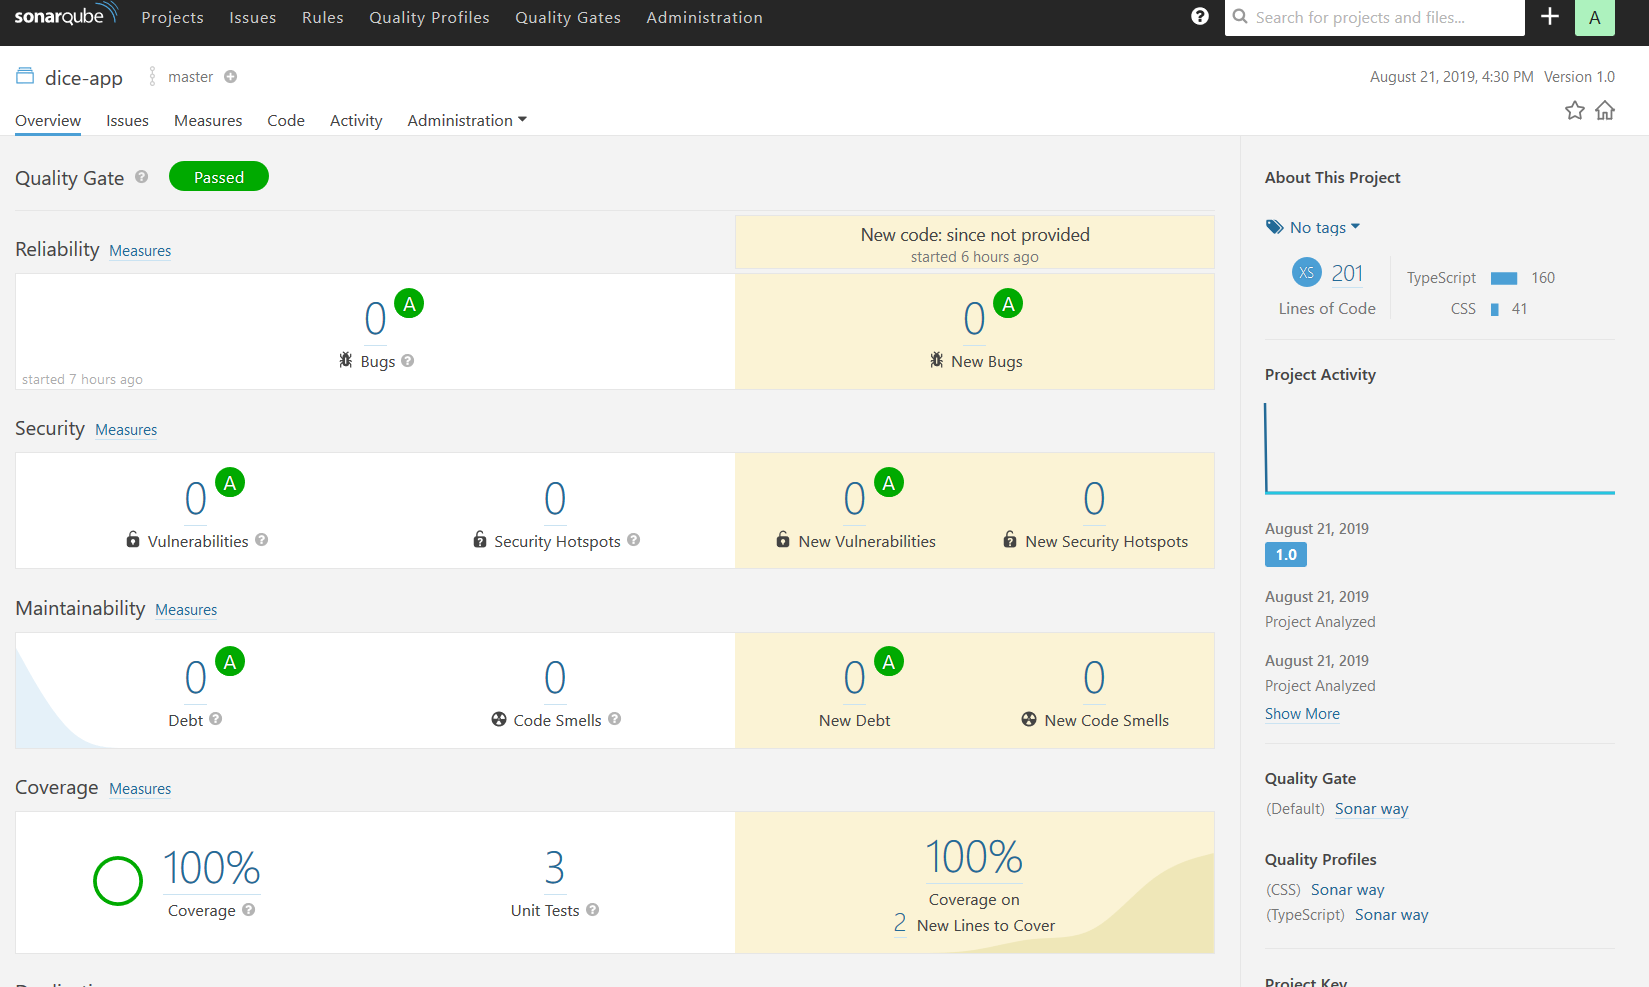 sonarqube Projects Issues Rules Quality Profiles Quality Gates Administration ? Search for projects and files... A
dice-app master August 21, 2019, 4:30 PM Version 1.0
Overview Issues Measures Code Activity Administration
Quality Gate ? Passed
New code: since not provided
started 6 hours ago
Reliability Measures
0 A
Bugs ?
started 7 hours ago
0 A
New Bugs
Security Measures
0 A
Vulnerabilities ?
0
Security Hotspots ?
0 A
New Vulnerabilities
0
New Security Hotspots
Maintainability Measures
0 A
Debt ?
0
Code Smells ?
0 A
New Debt
0
New Code Smells
Coverage Measures
100%
Coverage ?
3
Unit Tests ?
100%
Coverage on
2 New Lines to Cover
About This Project
No tags
XS 201
Lines of Code
TypeScript 160
CSS 41
Project Activity
August 21, 2019
1.0
August 21, 2019
Project Analyzed
August 21, 2019
Project Analyzed
Show More
Quality Gate
(Default) Sonar way
Quality Profiles
(CSS) Sonar way
(TypeScript) Sonar way
Project Key